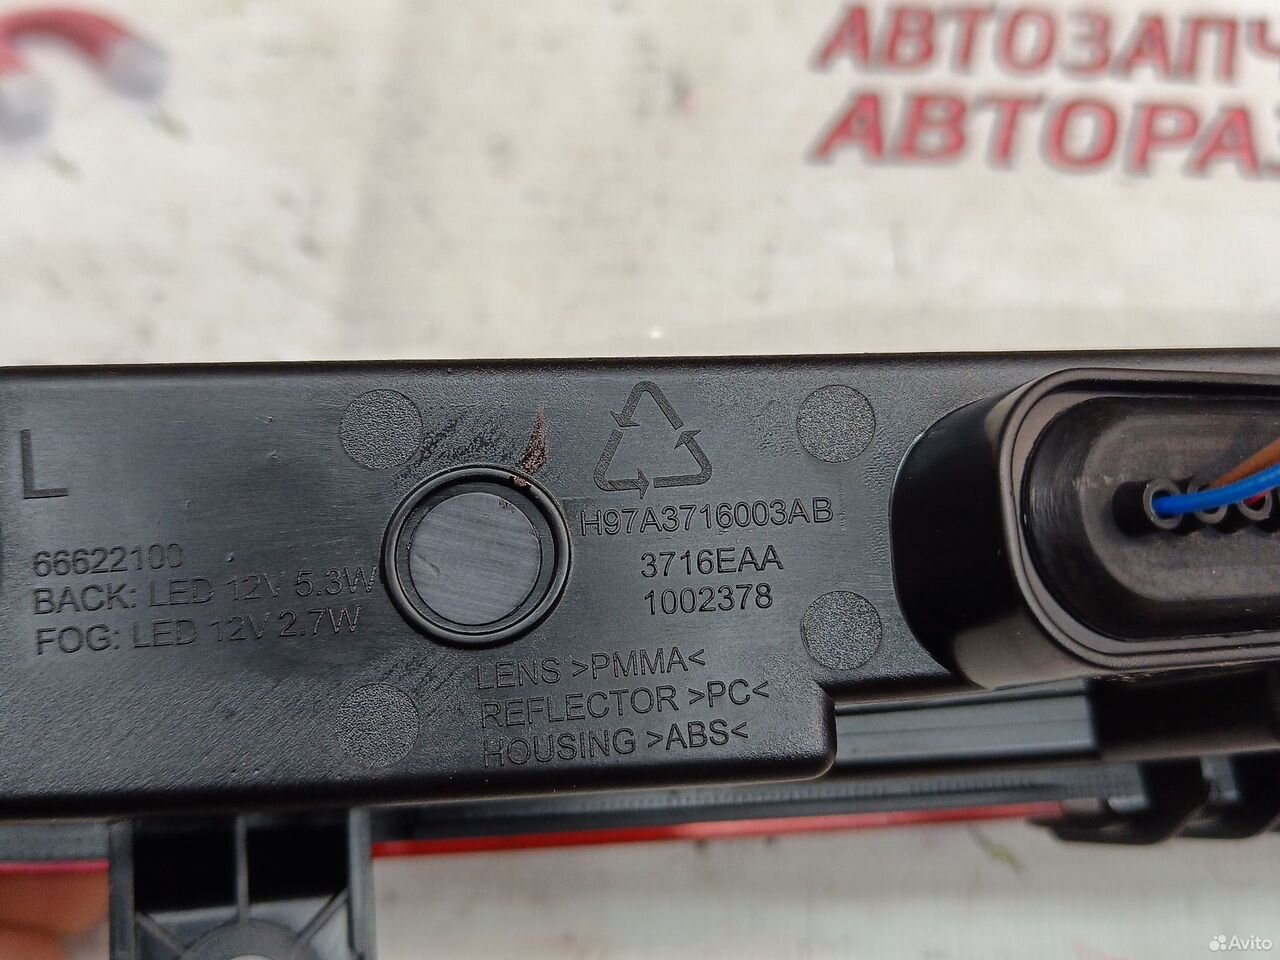 АВТОЗАПЧ
АВТОРАЗ
L
66622100
BACK: LED 12V 5.3W
FOG: LED 12V 2.7W
H97A3716003AB
3716EAA
1002378
LENS >PMMA<
REFLECTOR >PC<
HOUSING >ABS<
Avito